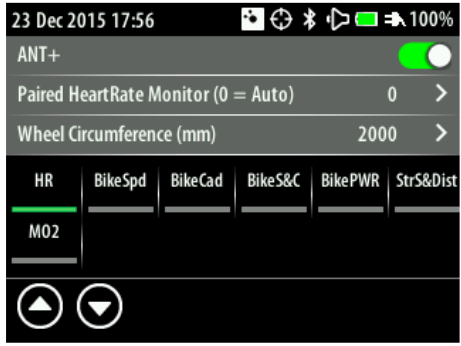 23 Dec 2015 17:56 100%
ANT+
Paired HeartRate Monitor (0 = Auto) 0
Wheel Circumference (mm) 2000
HR BikeSpd BikeCad BikeS&C BikePWR StrS&Dist
MO2